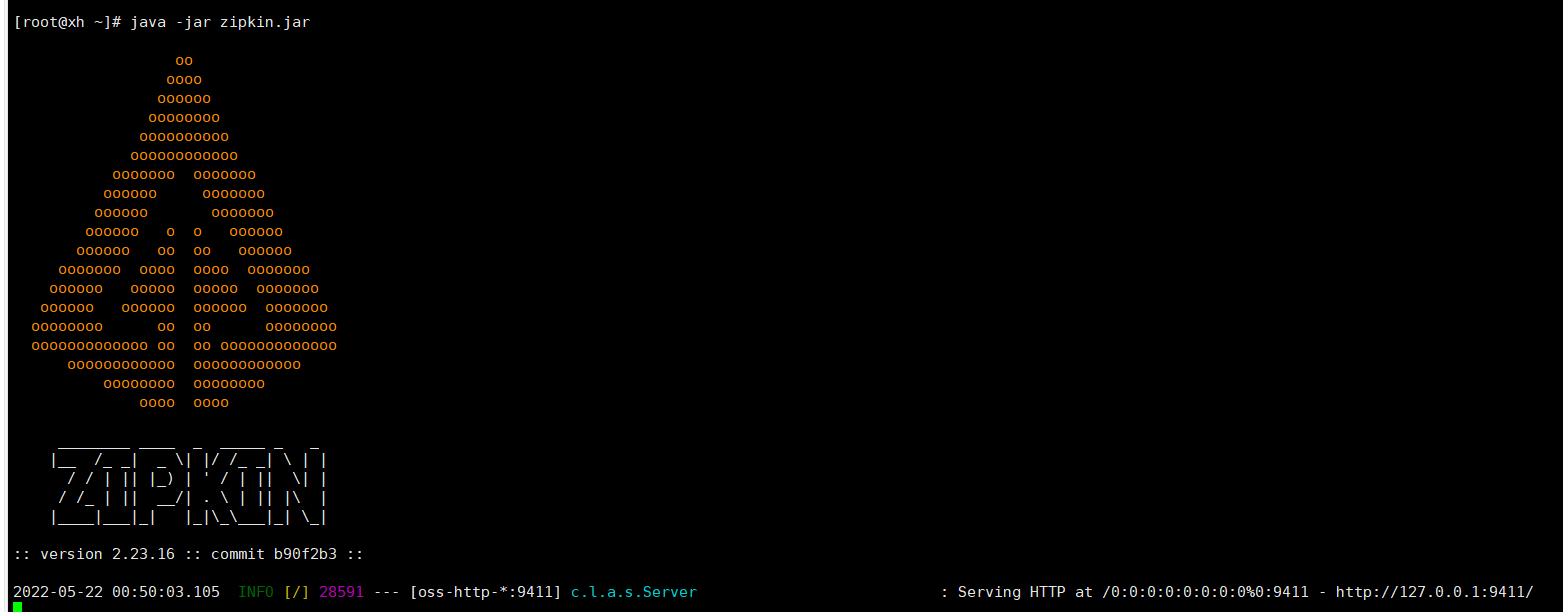 [root@xh ~]# java -jar zipkin.jar
                  oo
                 oooo
                oooooo
               oooooooo
              oooooooooo
             oooooooooooo
           ooooooo  ooooooo
          oooooo     ooooooo
         oooooo       ooooooo
        oooooo   o  o   oooooo
       oooooo   oo  oo   oooooo
     ooooooo  oooo  oooo  ooooooo
    oooooo   ooooo  ooooo  ooooooo
   oooooo   oooooo  oooooo  ooooooo
  oooooooo      oo  oo      oooooooo
  ooooooooooooo oo  oo ooooooooooooo
      oooooooooooo  oooooooooooo
          oooooooo  oooooooo
              oooo  oooo
     ________ ____  _  _____ _   _
    |__  /_ _|  _ \| |/ /_ _| \ | |
      / / | || |_) | ' / | ||  \| |
     / /_ | ||  __/| . \ | || |\  |
    |____|___|_|   |_|\_\___|_| \_|
:: version 2.23.16 :: commit b90f2b3 ::
2022-05-22 00:50:03.105  INFO [/] 28591 --- [oss-http-*:9411] c.l.a.s.Server                           : Serving HTTP at /0:0:0:0:0:0:0:0%0:9411 - http://127.0.0.1:9411/